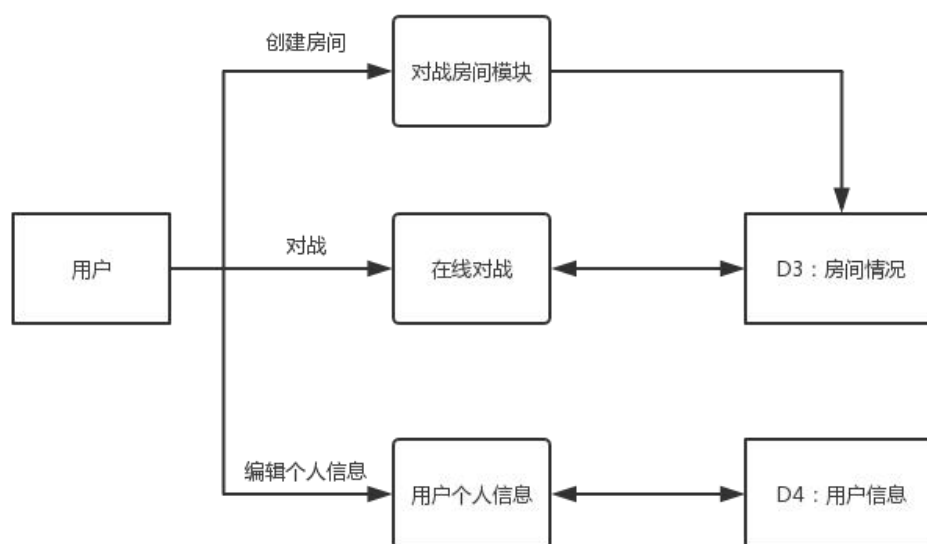 创建房间
对战房间模块
用户
对战
在线对战
D3：房间情况
编辑个人信息
用户个人信息
D4：用户信息